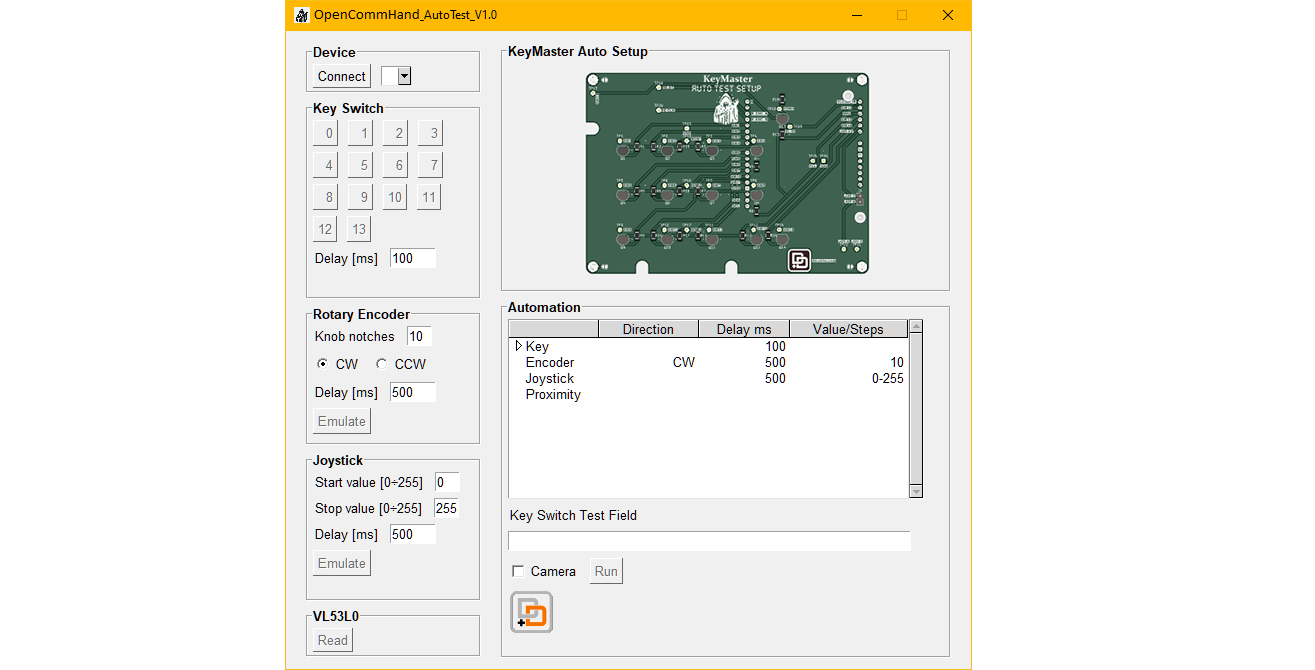 OpenCommHand_AutoTest_V1.0
Device
Connect
Key Switch
0 1 2 3
4 5 6 7
8 9 10 11
12 13
Delay [ms] 100
Rotary Encoder
Knob notches 10
CW CCW
Delay [ms] 500
Emulate
Joystick
Start value [0÷255] 0
Stop value [0÷255] 255
Delay [ms] 500
Emulate
VL53L0
Read
KeyMaster Auto Setup
KeyMaster
AUTO TEST SETUP
Automation
Direction Delay ms Value/Steps
Key 100
Encoder CW 500 10
Joystick 500 0-255
Proximity
Key Switch Test Field
Camera Run